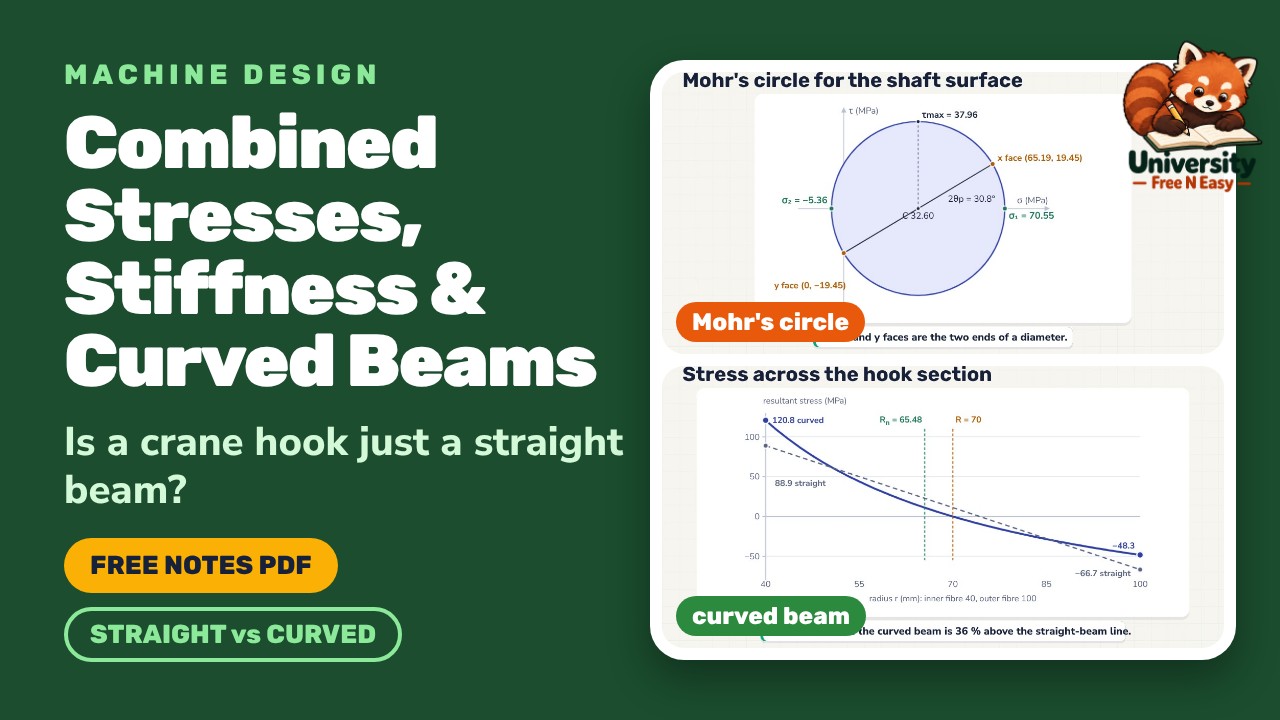 MACHINE DESIGN
Combined
Stresses,
Stiffness &
Curved Beams
Is a crane hook just a straight
beam?
FREE NOTES PDF
STRAIGHT vs CURVED
Mohr's circle for the shaft surface
τ (MPa)
τmax = 37.96
x face (65.19, 19.45)
σ₂ = −5.36
2θp = 30.8°
σ (MPa)
C 32.60
σ₁ = 70.55
y face (0, −19.45)
Mohr's circle
and y faces are the two ends of a diameter.
Stress across the hook section
resultant stress (MPa)
120.8 curved
Rn = 65.48
R = 70
100
50
88.9 straight
0
−50
−48.3
−66.7 straight
40 55 70 85 100
radius r (mm): inner fibre 40, outer fibre 100
curved beam
the curved beam is 36 % above the straight-beam line.
University
Free N Easy